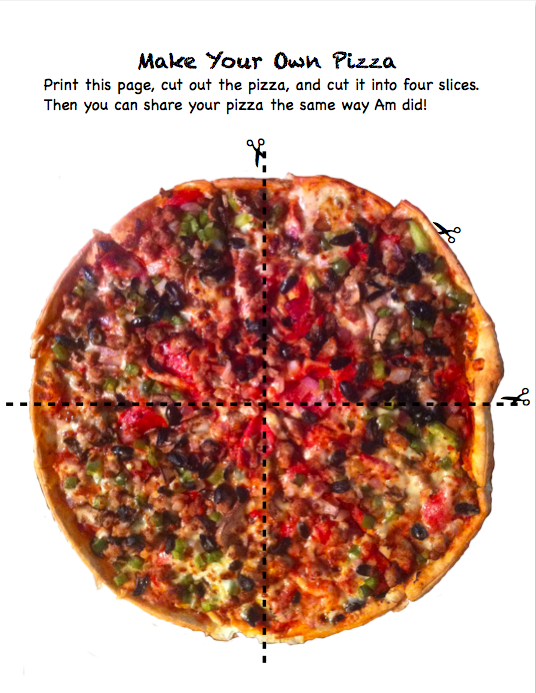 Make Your Own Pizza
Print this page, cut out the pizza, and cut it into four slices.
Then you can share your pizza the same way Am did!